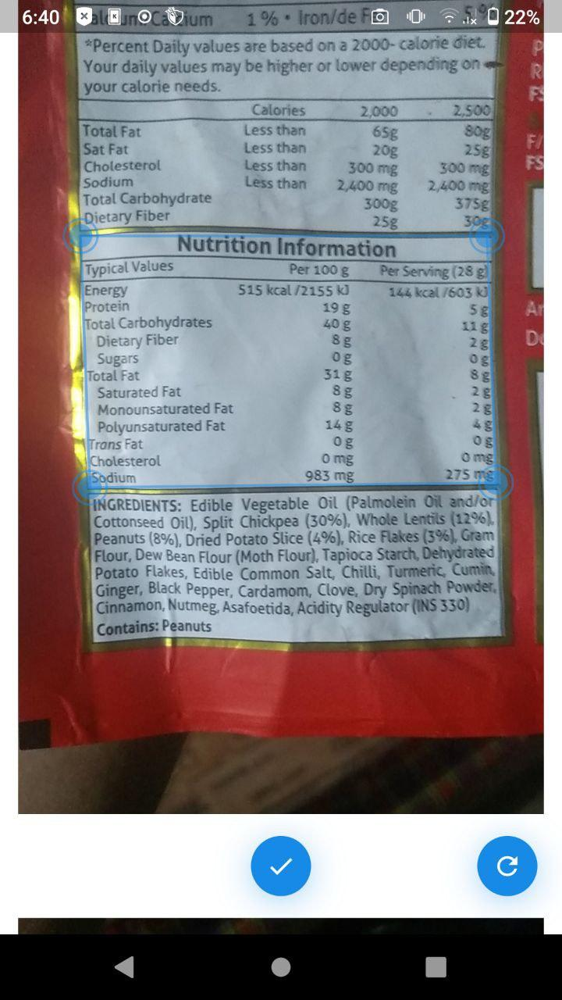 6:40
22%
1% • Iron/de
*Percent Daily values are based on a 2000- calorie diet.
Your daily values may be higher or lower depending on
your calorie needs.
Calories 2,000 2,500
Total Fat Less than 65g 80g
Sat Fat Less than 20g 25g
Cholesterol Less than 300 mg 300 mg
Sodium Less than 2,400 mg 2,400 mg
Total Carbohydrate 300g 375g
Dietary Fiber 25g 30g
Nutrition Information
Typical Values Per 100 g Per Serving (28 g)
Energy 515 kcal /2155 kJ 144 kcal /603 kJ
Protein 19 g 5 g
Total Carbohydrates 40 g 11 g
Dietary Fiber 8 g 2 g
Sugars 0 g 0 g
Total Fat 31 g 8 g
Saturated Fat 8 g 2 g
Monounsaturated Fat 8 g 2 g
Polyunsaturated Fat 14 g 4 g
Trans Fat 0 g 0 g
Cholesterol 0 mg 0 mg
Sodium 983 mg 275 mg
INGREDIENTS: Edible Vegetable Oil (Palmolein Oil and/or
Cottonseed Oil), Split Chickpea (30%), Whole Lentils (12%),
Peanuts (8%), Dried Potato Slice (4%), Rice Flakes (3%), Gram
Flour, Dew Bean Flour (Moth Flour), Tapioca Starch, Dehydrated
Potato Flakes, Edible Common Salt, Chilli, Turmeric, Cumin,
Ginger, Black Pepper, Cardamom, Clove, Dry Spinach Powder,
Cinnamon, Nutmeg, Asafoetida, Acidity Regulator (INS 330)
Contains: Peanuts